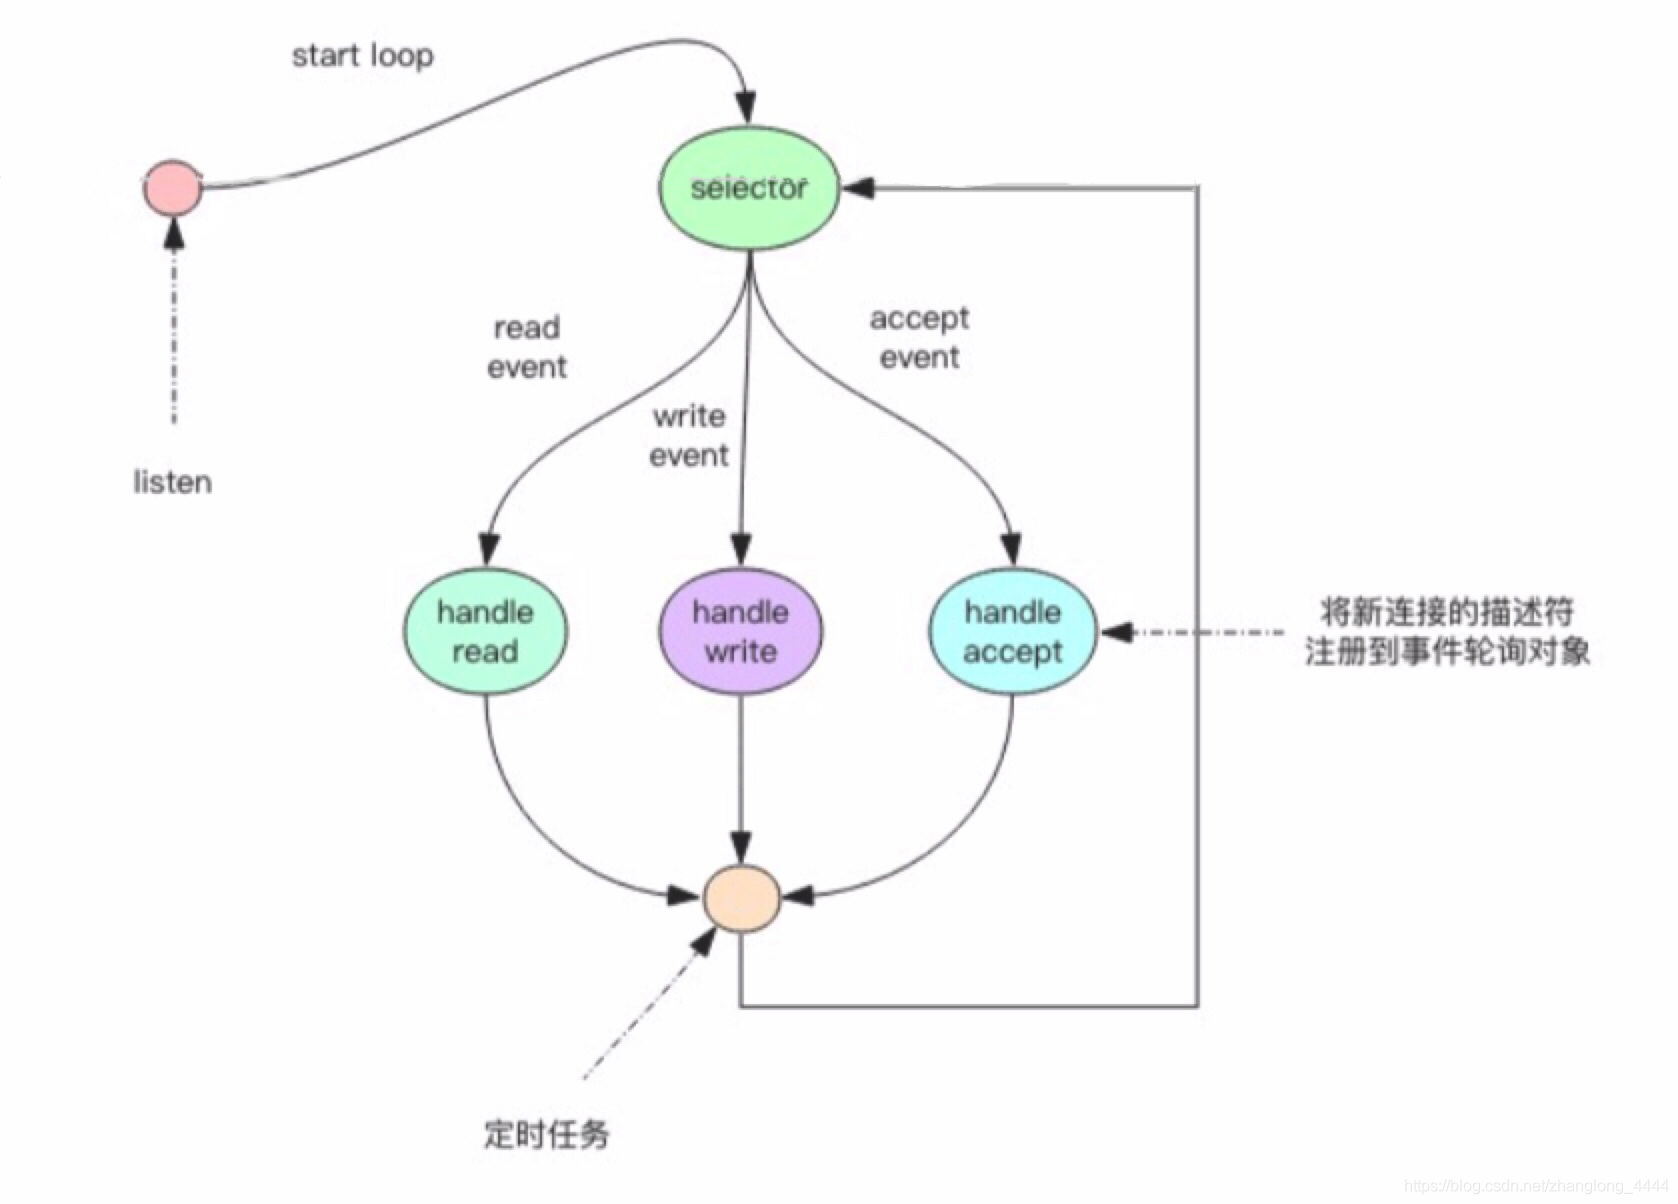 start loop
selector
read
event
accept
event
write
event
listen
handle
read
handle
write
handle
accept
将新连接的描述符
注册到事件轮询对象
定时任务
https://blog.csdn.net/zhanglong_4444